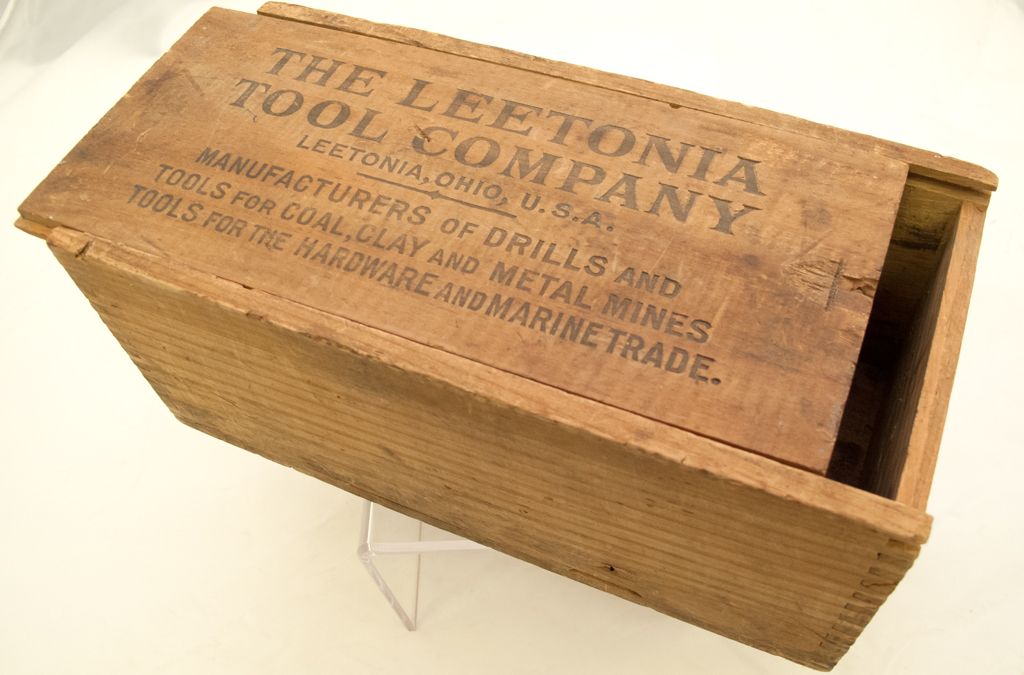 THE LEETONIA
TOOL COMPANY
LEETONIA, OHIO, U.S.A.
MANUFACTURERS OF DRILLS AND
TOOLS FOR COAL, CLAY AND METAL MINES
TOOLS FOR THE HARDWARE AND MARINE TRADE.